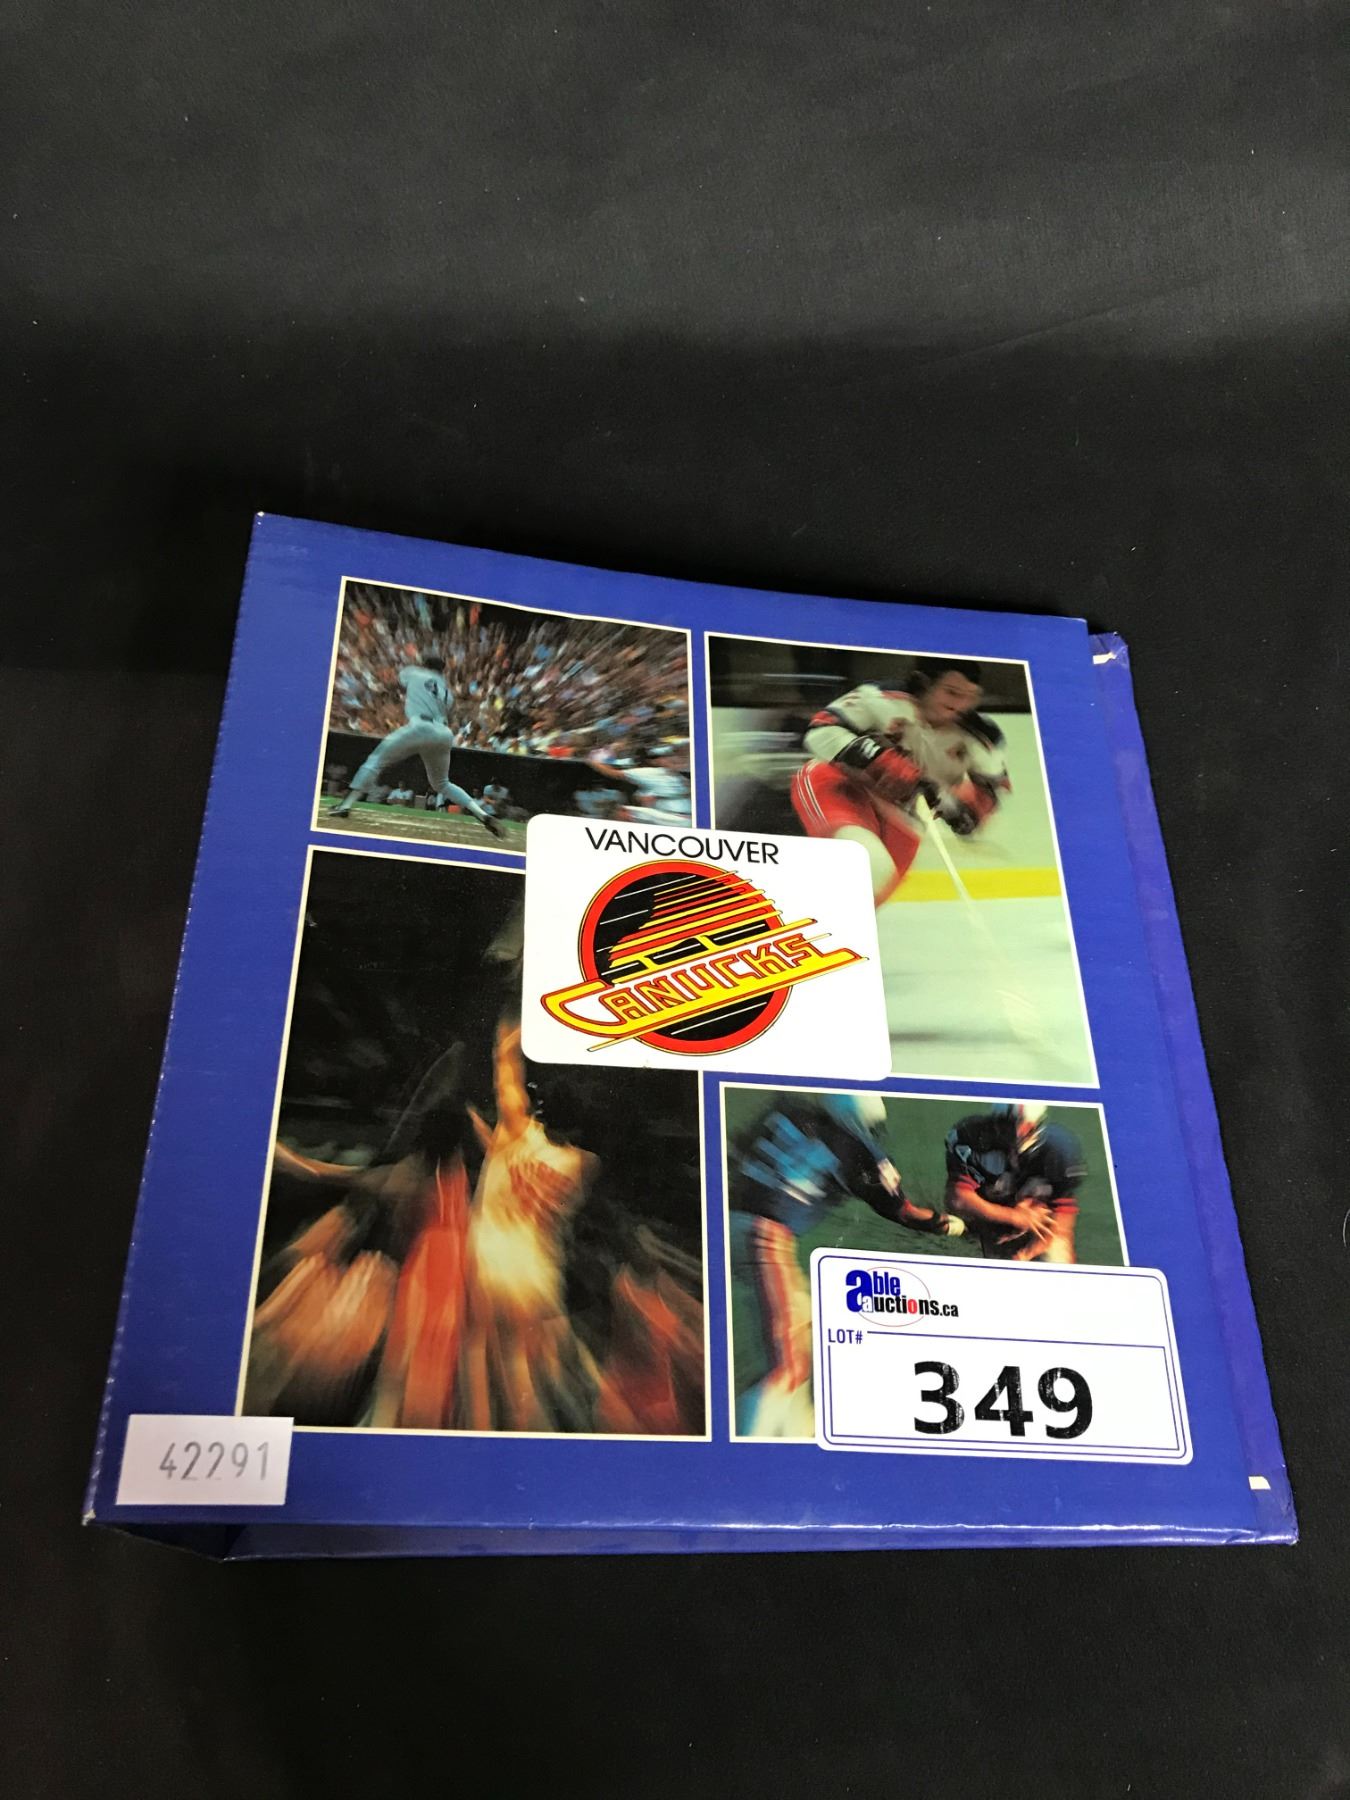 VANCOUVER
CANUCKS
able
auctions.ca
LOT#
349
42291